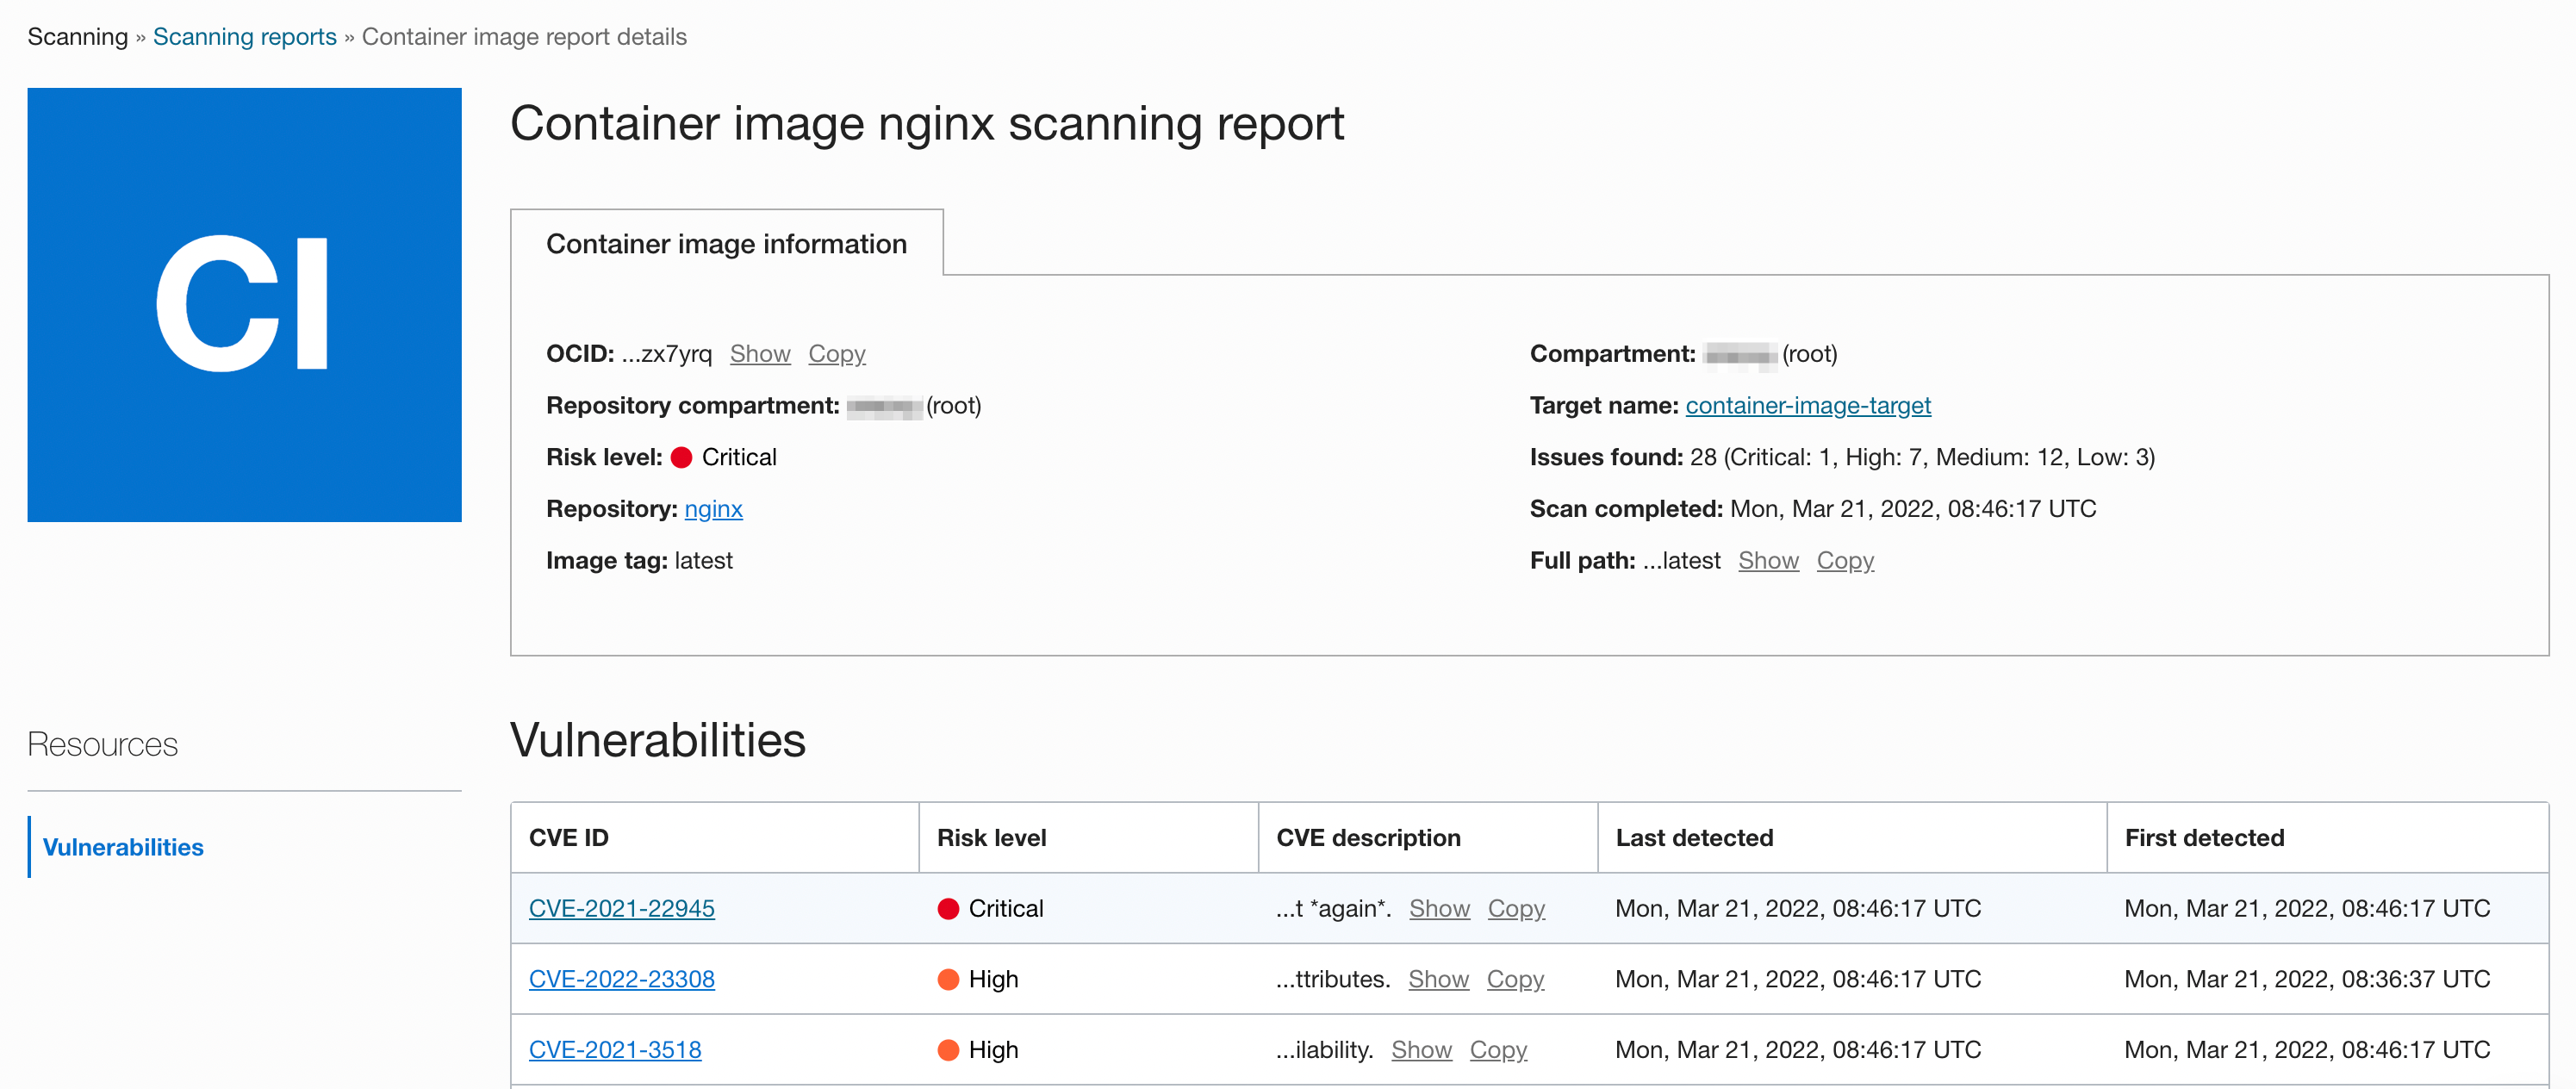 Scanning » Scanning reports » Container image report details
CI
Container image nginx scanning report
Container image information
OCID: ...zx7yrq Show Copy
Repository compartment: (root)
Risk level: Critical
Repository: nginx
Image tag: latest
Compartment: (root)
Target name: container-image-target
Issues found: 28 (Critical: 1, High: 7, Medium: 12, Low: 3)
Scan completed: Mon, Mar 21, 2022, 08:46:17 UTC
Full path: ...latest Show Copy
Resources
Vulnerabilities
Vulnerabilities
CVE ID Risk level CVE description Last detected First detected
CVE-2021-22945 Critical ...t *again*. Show Copy Mon, Mar 21, 2022, 08:46:17 UTC Mon, Mar 21, 2022, 08:46:17 UTC
CVE-2022-23308 High ...ttributes. Show Copy Mon, Mar 21, 2022, 08:46:17 UTC Mon, Mar 21, 2022, 08:36:37 UTC
CVE-2021-3518 High ...ilability. Show Copy Mon, Mar 21, 2022, 08:46:17 UTC Mon, Mar 21, 2022, 08:46:17 UTC